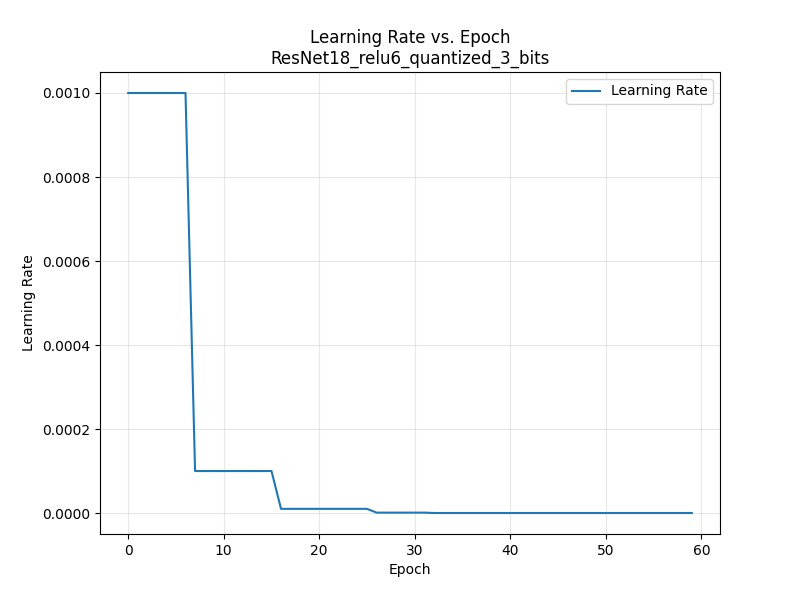 Learning Rate vs. Epoch
ResNet18_relu6_quantized_3_bits
Learning Rate
0.0010
0.0008
0.0006
0.0004
0.0002
0.0000
Learning Rate
0 10 20 30 40 50 60
Epoch